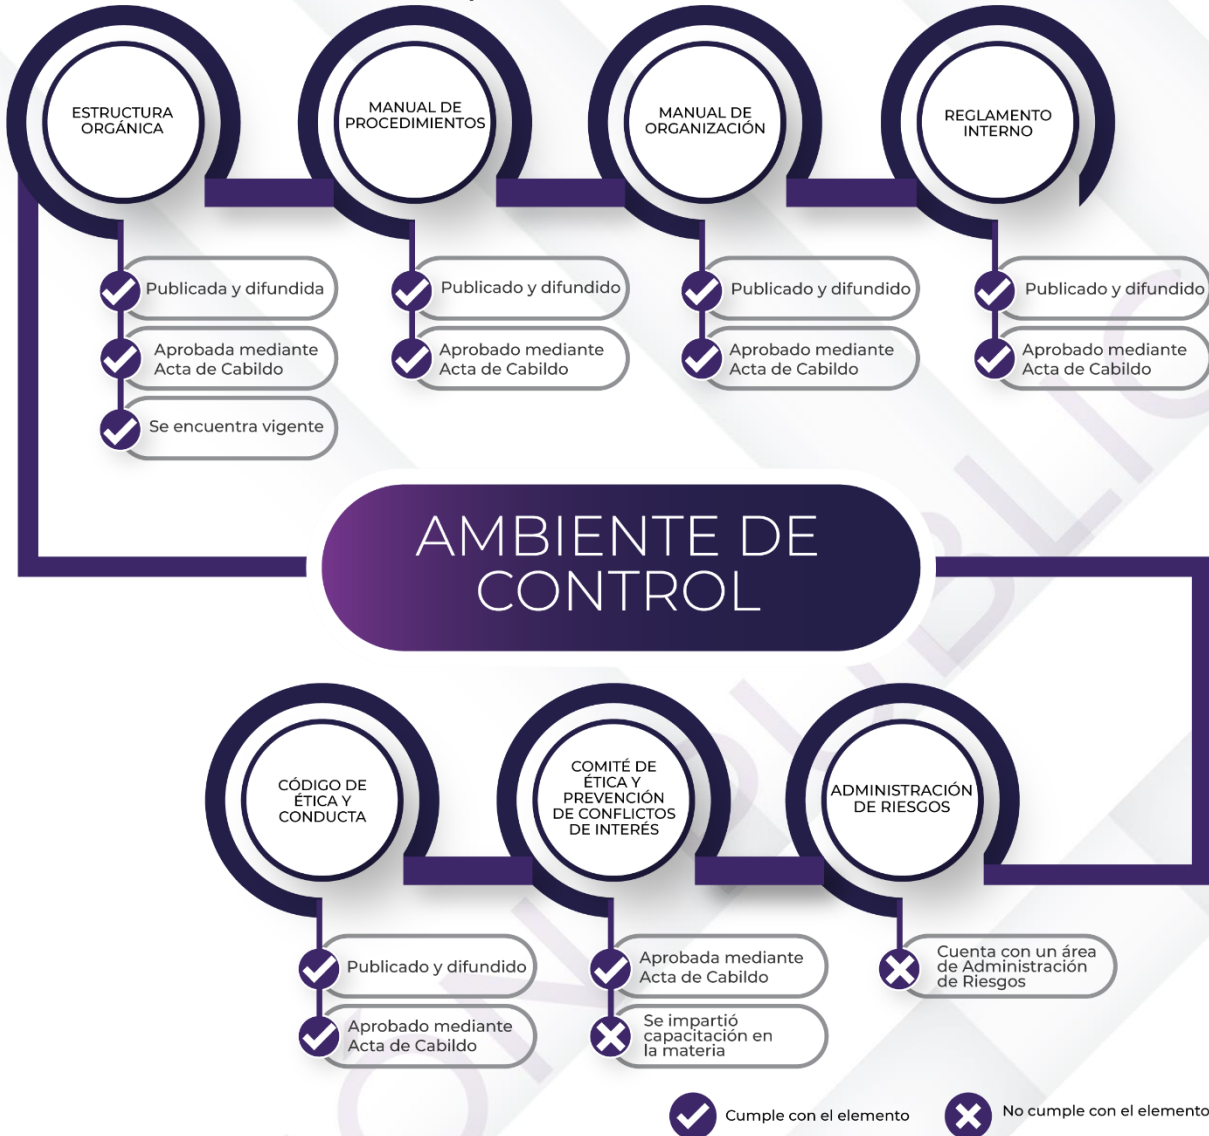 ESTRUCTURA
ORGÁNICA
MANUAL DE
PROCEDIMIENTOS
MANUAL DE
ORGANIZACIÓN
REGLAMENTO
INTERNO
Publicada y difundida
Aprobada mediante
Acta de Cabildo
Se encuentra vigente
Publicado y difundido
Aprobado mediante
Acta de Cabildo
Publicado y difundido
Aprobado mediante
Acta de Cabildo
Publicado y difundido
Aprobado mediante
Acta de Cabildo
AMBIENTE DE
CONTROL
CÓDIGO DE
ÉTICA Y
CONDUCTA
COMITÉ DE
ÉTICA Y
PREVENCIÓN
DE CONFLICTOS
DE INTERÉS
ADMINISTRACIÓN
DE RIESGOS
Publicado y difundido
Aprobado mediante
Acta de Cabildo
Aprobada mediante
Acta de Cabildo
Se impartió
capacitación en
la materia
Cuenta con un área
de Administración
de Riesgos
Cumple con el elemento
No cumple con el elemento